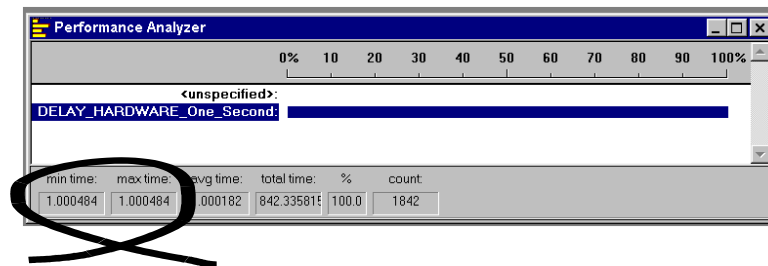 Performance Analyzer
0% 10 20 30 40 50 60 70 80 90 100%
<unspecified>:
DELAY_HARDWARE_One_Second:
min time: max time: avg time: total time: % count:
1.000484 1.000484 .000182 842.335815 100.0 1842